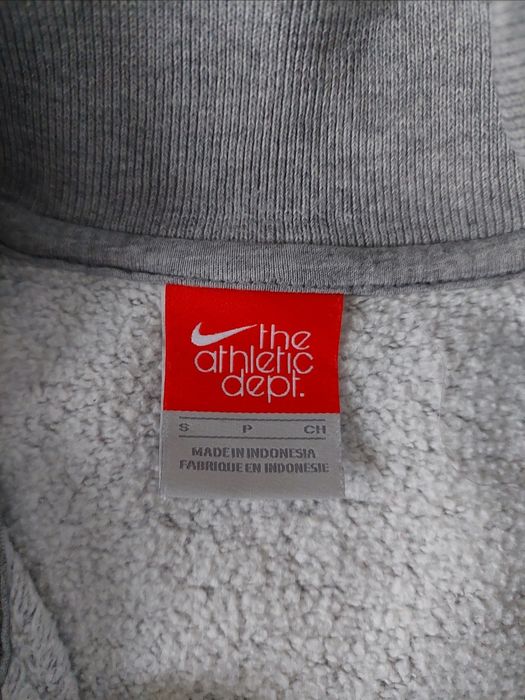 the
athletic
dept.
S P CH
MADE IN INDONESIA
FABRIQUE EN INDONESIE